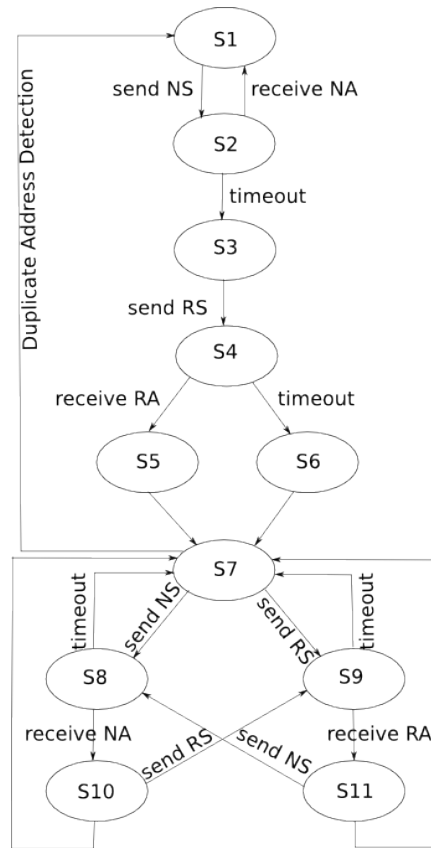 S1
send NS
receive NA
S2
Duplicate Address Detection
timeout
S3
send RS
S4
receive RA
timeout
S5
S6
S7
timeout
send NS
send RS
timeout
S8
S9
receive NA
send RS
send NS
receive RA
S10
S11